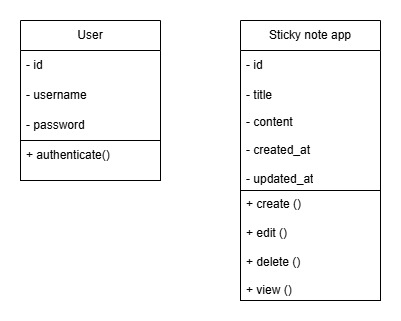 User
- id
- username
- password
+ authenticate()
Sticky note app
- id
- title
- content
- created_at
- updated_at
+ create ()
+ edit ()
+ delete ()
+ view ()